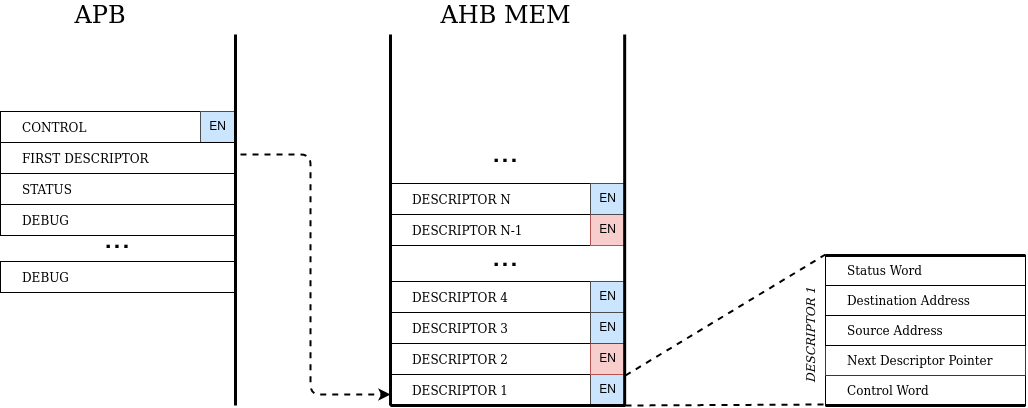 APB
AHB MEM
CONTROL EN
FIRST DESCRIPTOR
STATUS
DEBUG
...
DEBUG
...
DESCRIPTOR N EN
DESCRIPTOR N-1 EN
...
DESCRIPTOR 4 EN
DESCRIPTOR 3 EN
DESCRIPTOR 2 EN
DESCRIPTOR 1 EN
DESCRIPTOR 1
Status Word
Destination Address
Source Address
Next Descriptor Pointer
Control Word